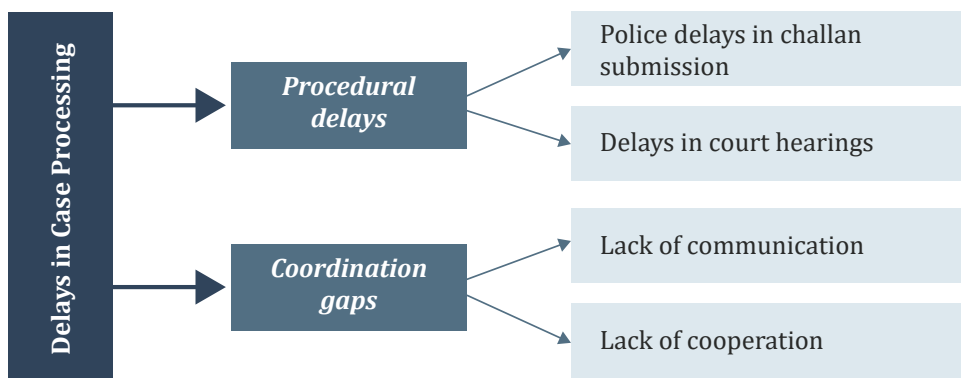 Delays in Case Processing
Procedural
delays
Police delays in challan
submission
Delays in court hearings
Coordination
gaps
Lack of communication
Lack of cooperation